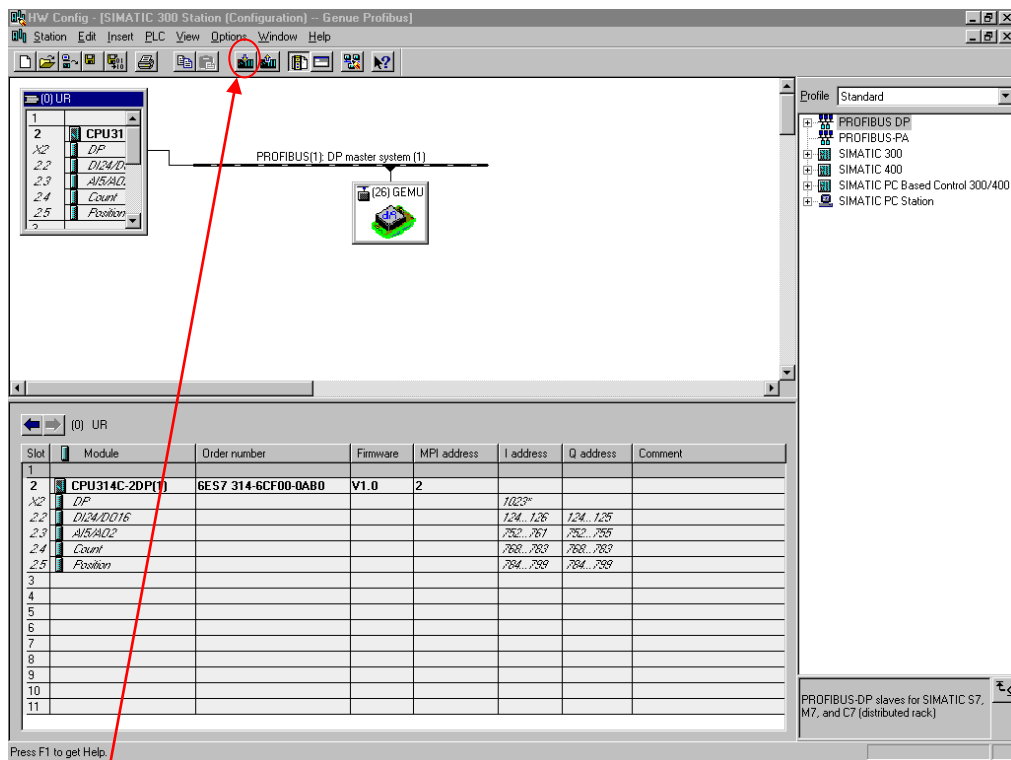 HW Config - [SIMATIC 300 Station (Configuration) -- Genue Profibus]
Station Edit Insert PLC View Options Window Help
(0) UR
1
2 CPU31
X2 DP
2.2 DI24/D
2.3 AI5/AO
2.4 Count
2.5 Position
3
PROFIBUS(1): DP master system (1)
(26) GEMU
dP
Profile Standard
PROFIBUS DP
PROFIBUS-PA
SIMATIC 300
SIMATIC 400
SIMATIC PC Based Control 300/400
SIMATIC PC Station
(0) UR
Slot Module Order number Firmware MPI address I address Q address Comment
1
2 CPU314C-2DP(1) 6ES7 314-6CF00-0AB0 V1.0 2
X2 DP 1023*
2.2 DI24/DO16 124...126 124...125
2.3 AI5/AO2 752...761 752...755
2.4 Count 768...783 768...783
2.5 Position 784...799 784...799
3
4
5
6
7
8
9
10
11
PROFIBUS-DP slaves for SIMATIC S7,
M7, and C7 (distributed rack)
Press F1 to get Help.